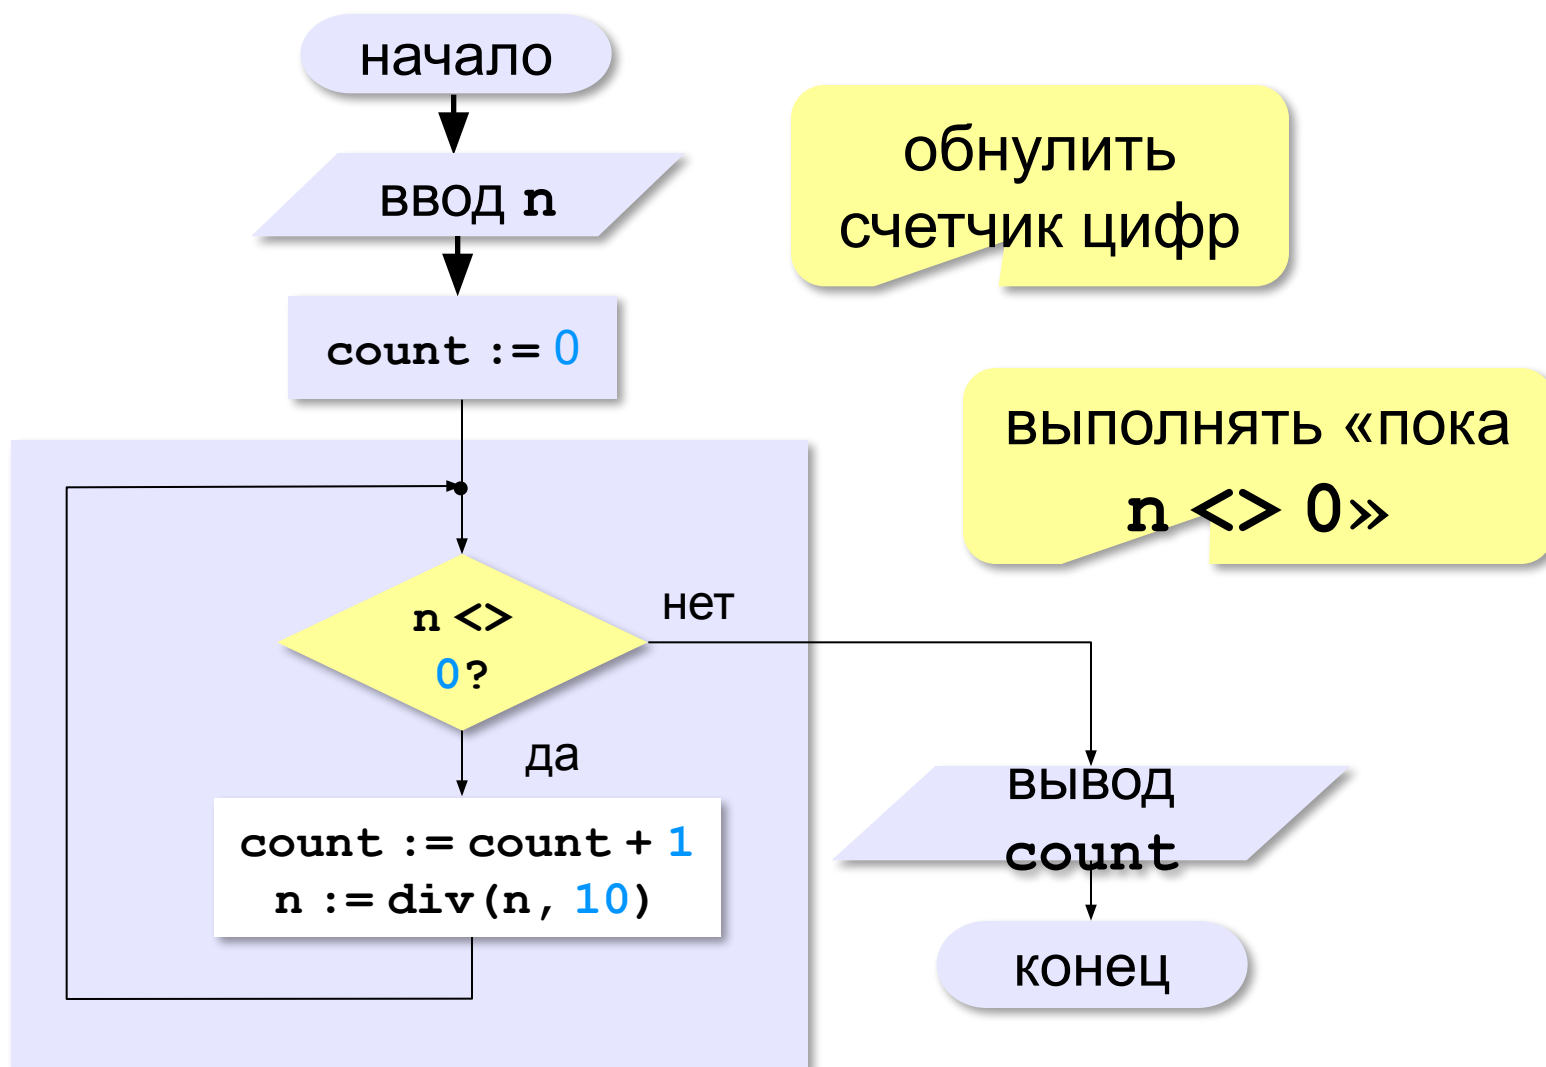 начало
ввод n
обнулить
счетчик цифр
count := 0
выполнять «пока
n <> 0»
n <>
0?
нет
да
count := count + 1
n := div(n, 10)
вывод
count
конец